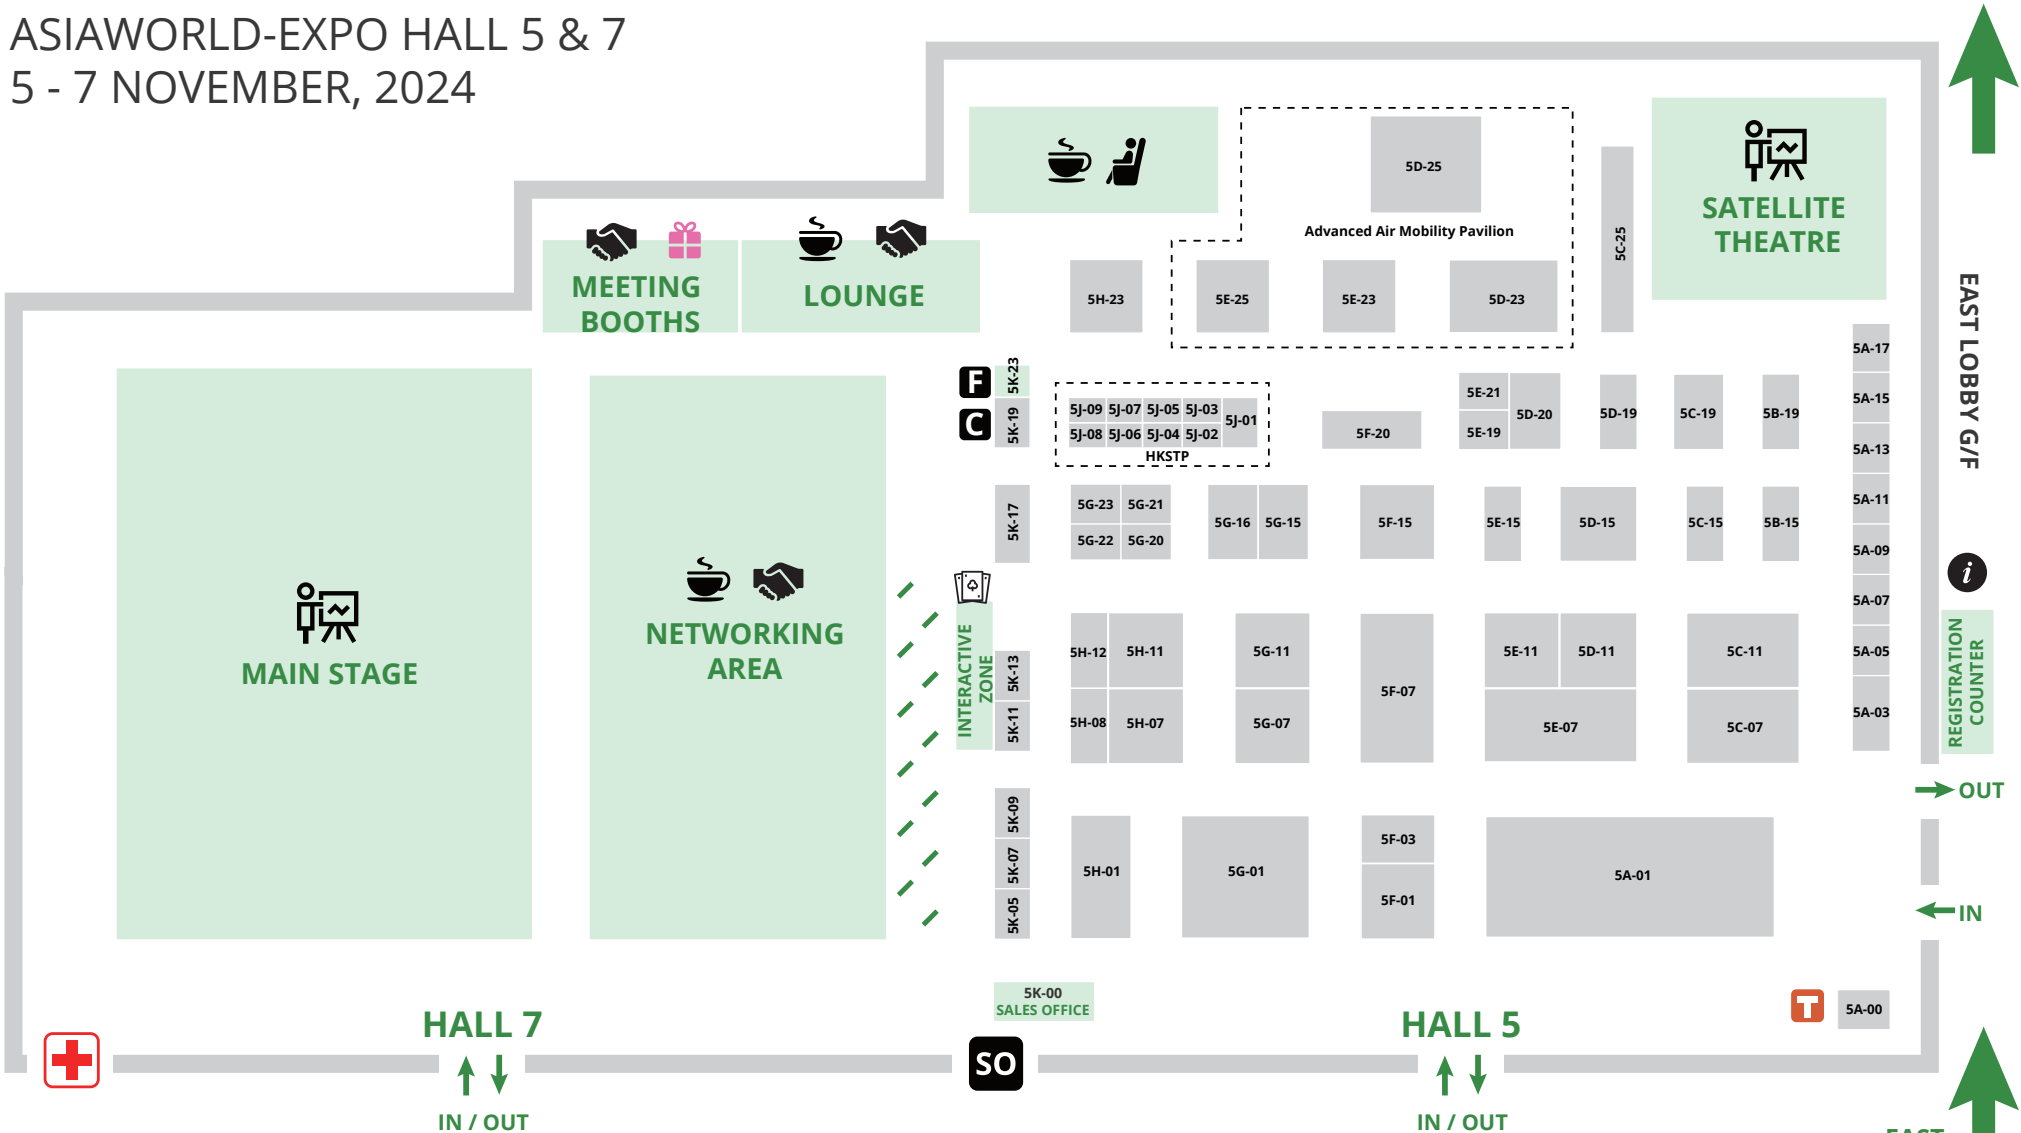 ASIAWORLD-EXPO HALL 5 & 7
5 - 7 NOVEMBER, 2024
5D-25
Advanced Air Mobility Pavilion
5C-25
SATELLITE
THEATRE
MEETING
BOOTHS
LOUNGE
5H-23
5E-25
5E-23
5D-23
EAST LOBBY G/F
F
5K-23
C
5K-19
5J-09 5J-07 5J-05 5J-03
5J-01
5J-08 5J-06 5J-04 5J-02
HKSTP
5F-20
5E-21
5E-19
5D-20
5D-19
5C-19
5B-19
5A-17
5A-15
5A-13
5A-11
5A-09
5A-07
5A-05
5A-03
5K-17
5G-23 5G-21
5G-22 5G-20
5G-16 5G-15
5F-15
5E-15
5D-15
5C-15
5B-15
i
MAIN STAGE
NETWORKING
AREA
INTERACTIVE
ZONE
5K-13
5K-11
5H-12 5H-11
5H-08 5H-07
5G-11
5G-07
5F-07
5E-11 5D-11
5E-07
5C-11
5C-07
REGISTRATION
COUNTER
OUT
5K-09
5K-07
5K-05
5H-01
5G-01
5F-03
5F-01
5A-01
IN
5K-00
SALES OFFICE
T
5A-00
HALL 7
HALL 5
SO
IN / OUT
IN / OUT
EAST